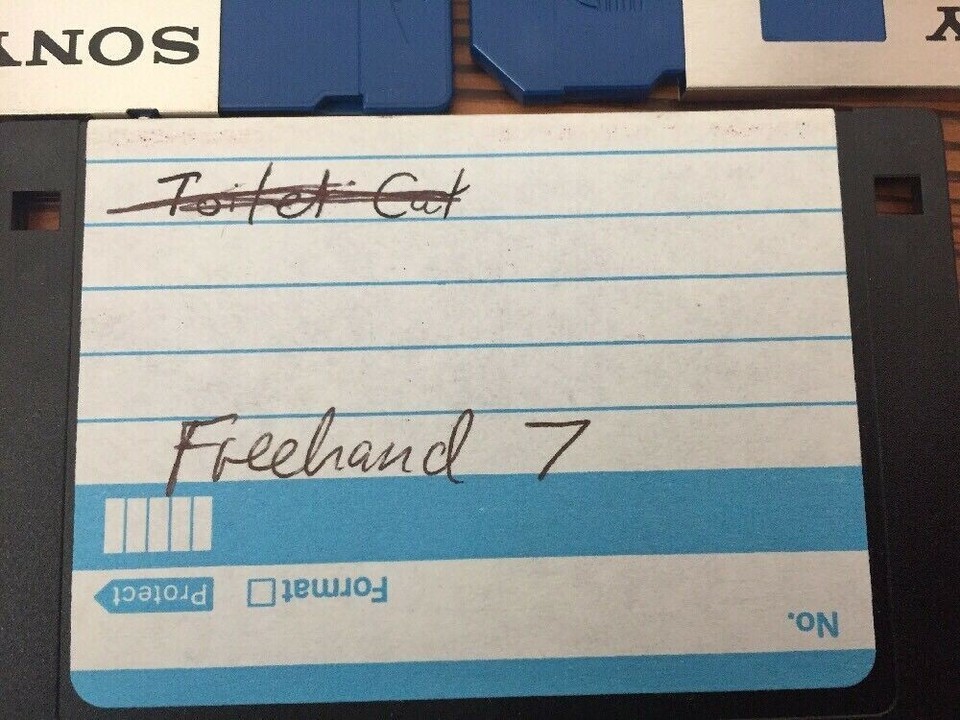 SONY
Y
Toilet Cat
Freehand 7
Protect
Format
No.